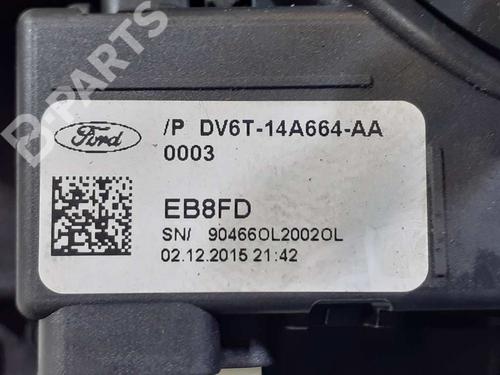 B-PARTS
Ford
/P DV6T-14A664-AA
0003
EB8FD
SN/ 90466OL2002OL
02.12.2015 21:42